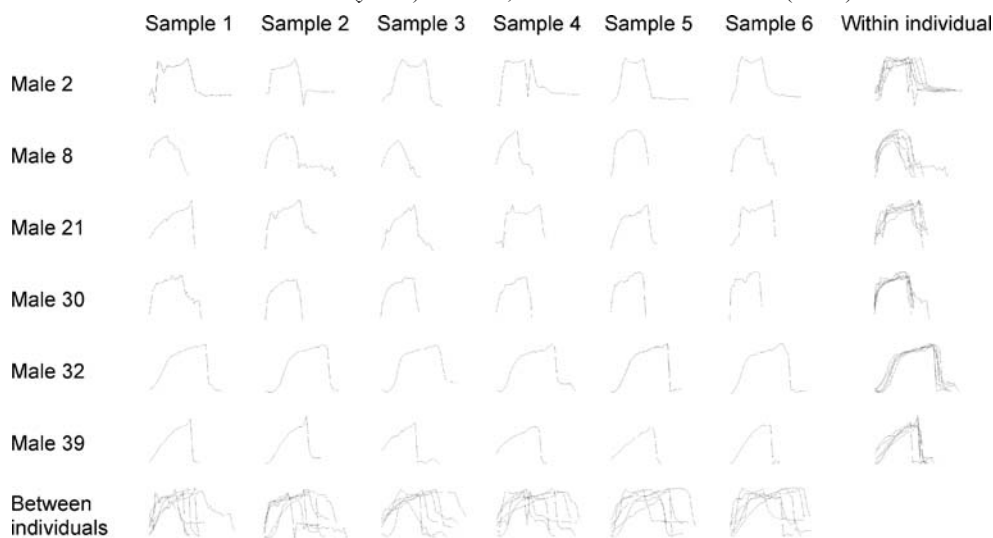 Sample 1 Sample 2 Sample 3 Sample 4 Sample 5 Sample 6 Within individual
Male 2
Male 8
Male 21
Male 30
Male 32
Male 39
Between
individuals